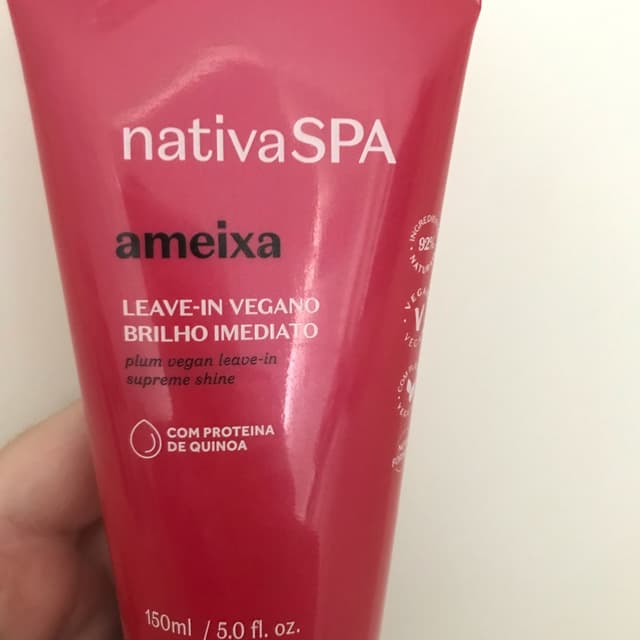 nativaSPA
ameixa
LEAVE-IN VEGANO
BRILHO IMEDIATO
plum vegan leave-in
supreme shine
COM PROTEINA
DE QUINOA
150ml / 5.0 fl. oz.
92%